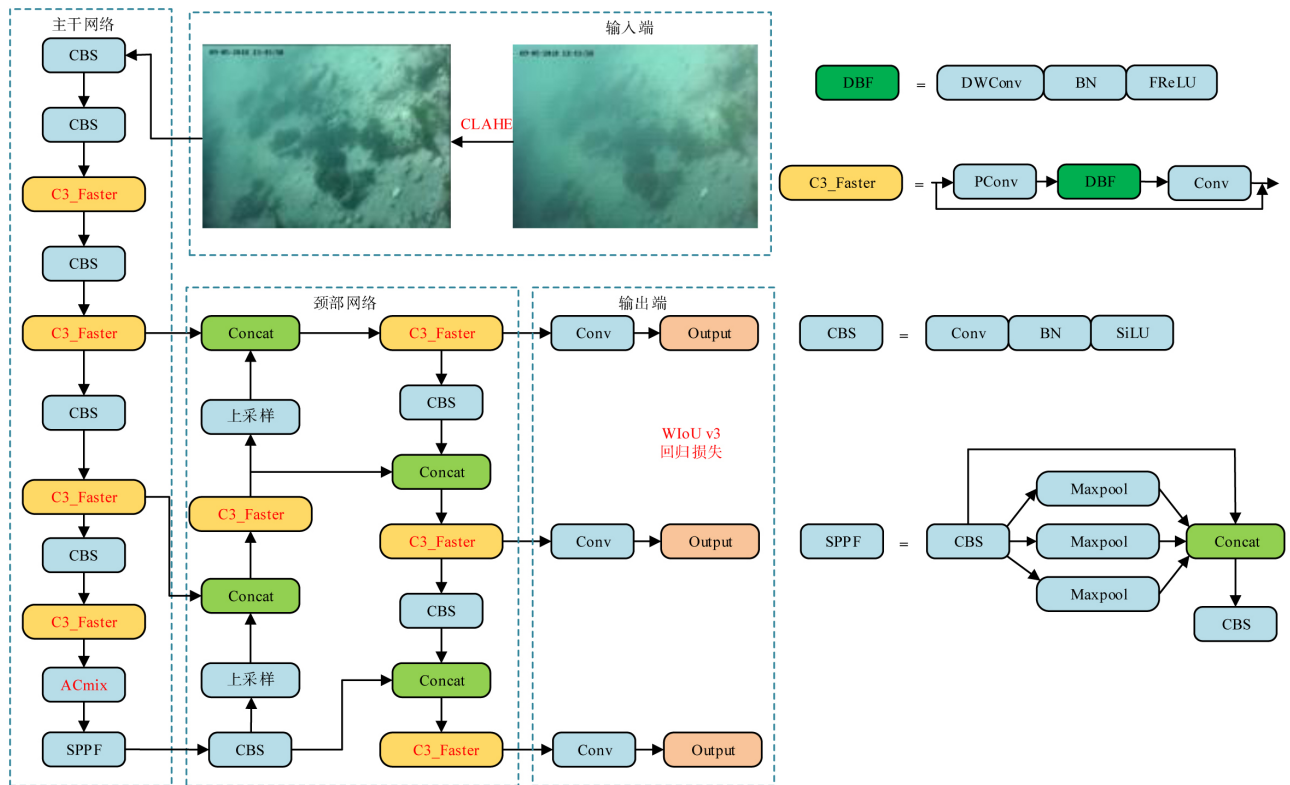 主干网络
CBS
CBS
C3_Faster
CBS
C3_Faster
CBS
C3_Faster
CBS
C3_Faster
ACmix
SPPF
输入端
CLAHE
颈部网络
Concat
上采样
C3_Faster
Concat
上采样
CBS
C3_Faster
CBS
Concat
C3_Faster
CBS
Concat
C3_Faster
输出端
Conv
Output
WIoU v3
回归损失
Conv
Output
Conv
Output
DBF = DWConv BN FReLU
C3_Faster = PConv DBF Conv
CBS = Conv BN SiLU
SPPF = CBS
Maxpool
Maxpool
Maxpool
Concat
CBS